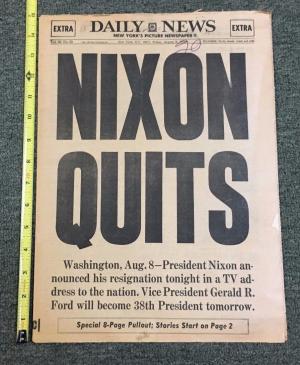 EXTRA
DAILY NEWS
EXTRA
NEW YORK'S PICTURE NEWSPAPER
NIXON
QUITS
Washington, Aug. 8—President Nixon an-
nounced his resignation tonight in a TV ad-
dress to the nation. Vice President Gerald R.
Ford will become 38th President tomorrow.
Special 8-Page Pullout; Stories Start on Page 2